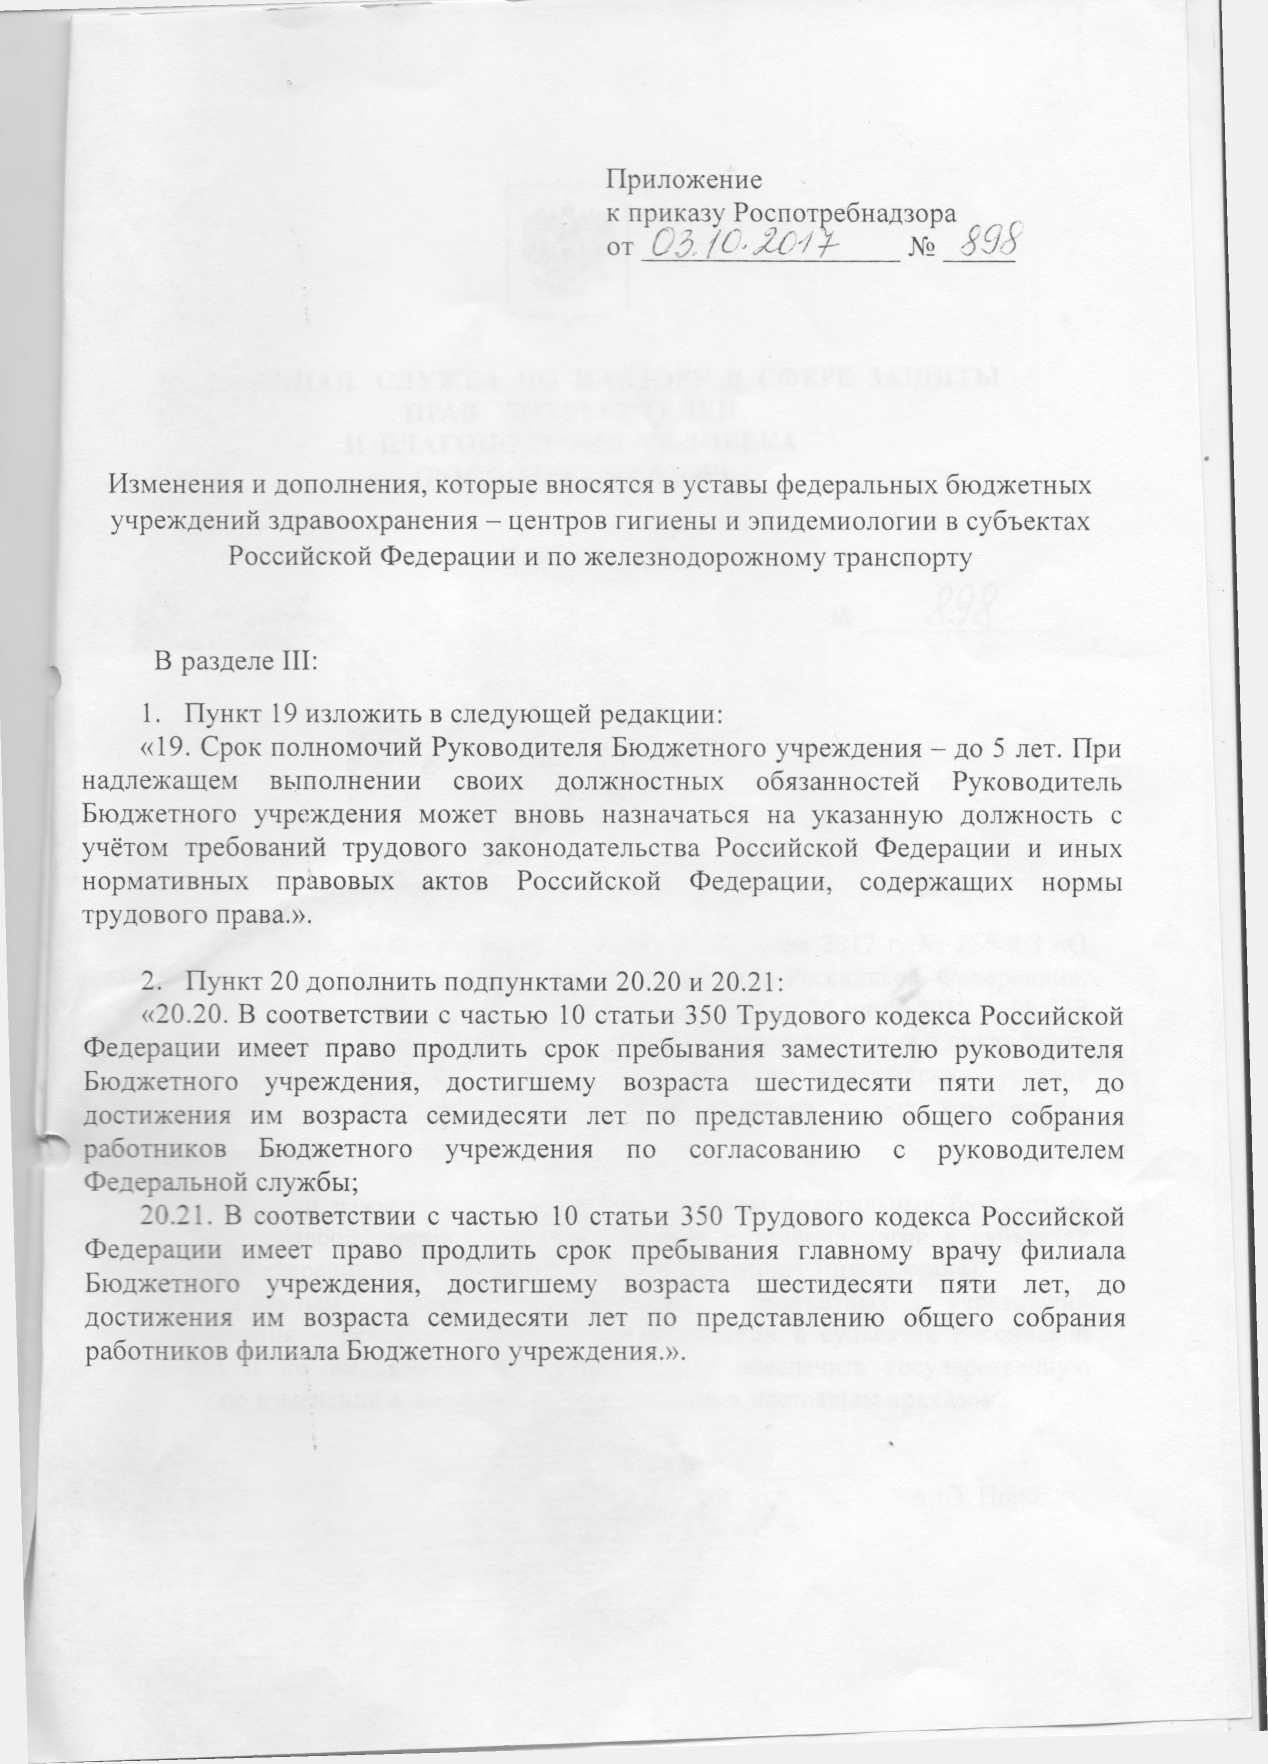 Приложение
к приказу Роспотребнадзора
от 03.10.2017 № 898
Изменения и дополнения, которые вносятся в уставы федеральных бюджетных
учреждений здравоохранения – центров гигиены и эпидемиологии в субъектах
Российской Федерации и по железнодорожному транспорту
В разделе III:
1. Пункт 19 изложить в следующей редакции:
«19. Срок полномочий Руководителя Бюджетного учреждения – до 5 лет. При
надлежащем выполнении своих должностных обязанностей Руководитель
Бюджетного учреждения может вновь назначаться на указанную должность с
учётом требований трудового законодательства Российской Федерации и иных
нормативных правовых актов Российской Федерации, содержащих нормы
трудового права.».
2. Пункт 20 дополнить подпунктами 20.20 и 20.21:
«20.20. В соответствии с частью 10 статьи 350 Трудового кодекса Российской
Федерации имеет право продлить срок пребывания заместителю руководителя
Бюджетного учреждения, достигшему возраста шестидесяти пяти лет, до
достижения им возраста семидесяти лет по представлению общего собрания
работников Бюджетного учреждения по согласованию с руководителем
Федеральной службы;
20.21. В соответствии с частью 10 статьи 350 Трудового кодекса Российской
Федерации имеет право продлить срок пребывания главному врачу филиала
Бюджетного учреждения, достигшему возраста шестидесяти пяти лет, до
достижения им возраста семидесяти лет по представлению общего собрания
работников филиала Бюджетного учреждения.».